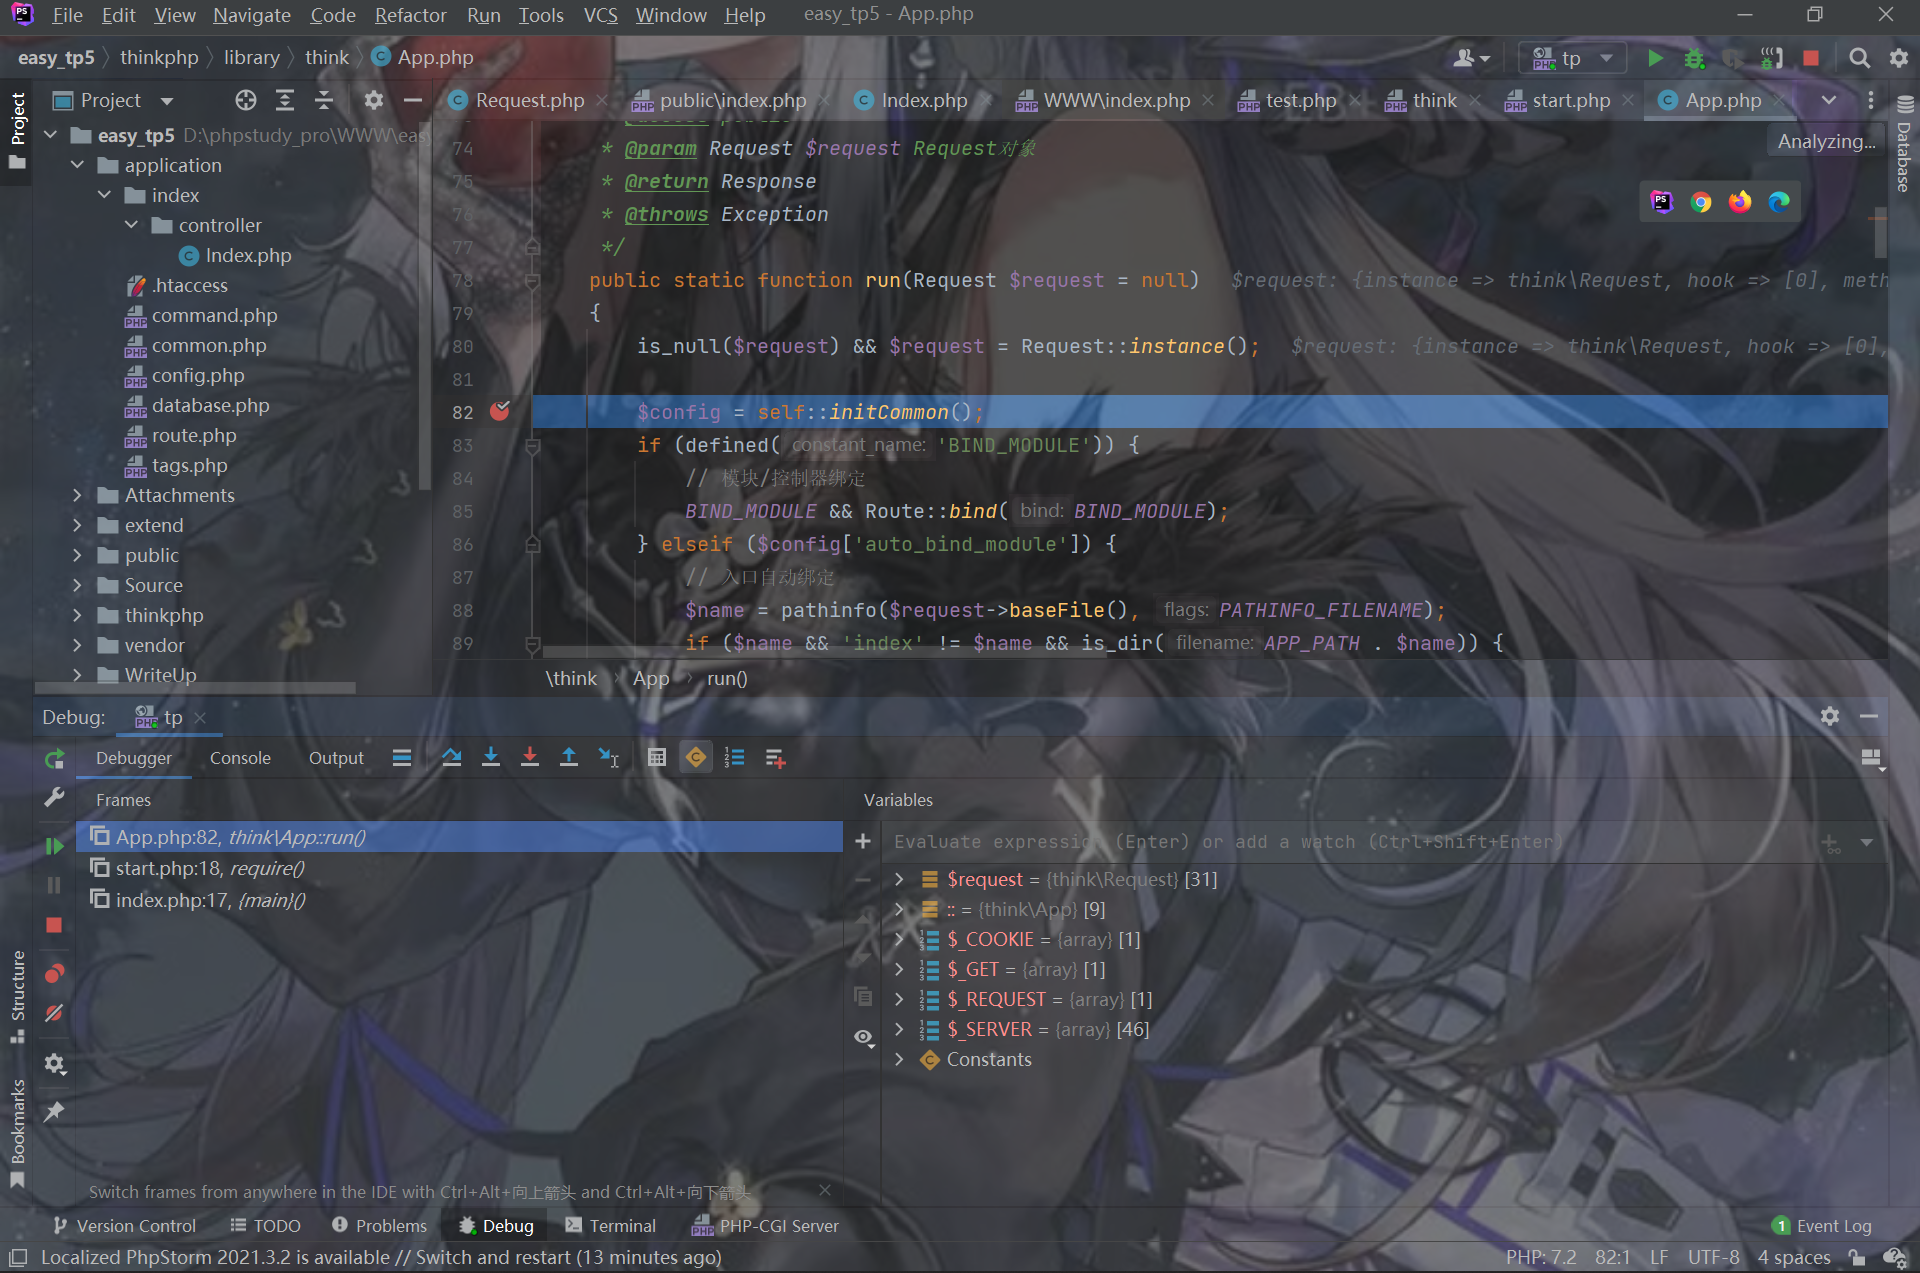 File Edit View Navigate Code Refactor Run Tools VCS Window Help easy_tp5 - App.php
easy_tp5 thinkphp library think App.php
tp
Project
Request.php public\index.php Index.php WWW\index.php test.php think start.php App.php
Project
Database
Analyzing...
easy_tp5 D:\phpstudy_pro\WWW\easy
application
index
controller
Index.php
.htaccess
command.php
common.php
config.php
database.php
route.php
tags.php
Attachments
extend
public
Source
thinkphp
vendor
WriteUp
74 * @param Request $request Request对象
75 * @return Response
76 * @throws Exception
77 */
78 public static function run(Request $request = null) $request: {instance => think\Request, hook => [0], meth
79 {
80 is_null($request) && $request = Request::instance(); $request: {instance => think\Request, hook => [0],
81
82 $config = self::initCommon();
83 if (defined( constant_name: 'BIND_MODULE')) {
84 // 模块/控制器绑定
85 BIND_MODULE && Route::bind( bind: BIND_MODULE);
86 } elseif ($config['auto_bind_module']) {
87 // 入口自动绑定
88 $name = pathinfo($request->baseFile(), flags: PATHINFO_FILENAME);
89 if ($name && 'index' != $name && is_dir( filename: APP_PATH . $name)) {
\think App run()
Debug: tp
Debugger Console Output
Frames
App.php:82, think\App::run()
start.php:18, require()
index.php:17, {main}()
Variables
Evaluate expression (Enter) or add a watch (Ctrl+Shift+Enter)
$request = {think\Request} [31]
:: = {think\App} [9]
$_COOKIE = {array} [1]
$_GET = {array} [1]
$_REQUEST = {array} [1]
$_SERVER = {array} [46]
Constants
Structure
Bookmarks
Switch frames from anywhere in the IDE with Ctrl+Alt+向上箭头 and Ctrl+Alt+向下箭头
Version Control TODO Problems Debug Terminal PHP-CGI Server 1 Event Log
Localized PhpStorm 2021.3.2 is available // Switch and restart (13 minutes ago) PHP: 7.2 82:1 LF UTF-8 4 spaces